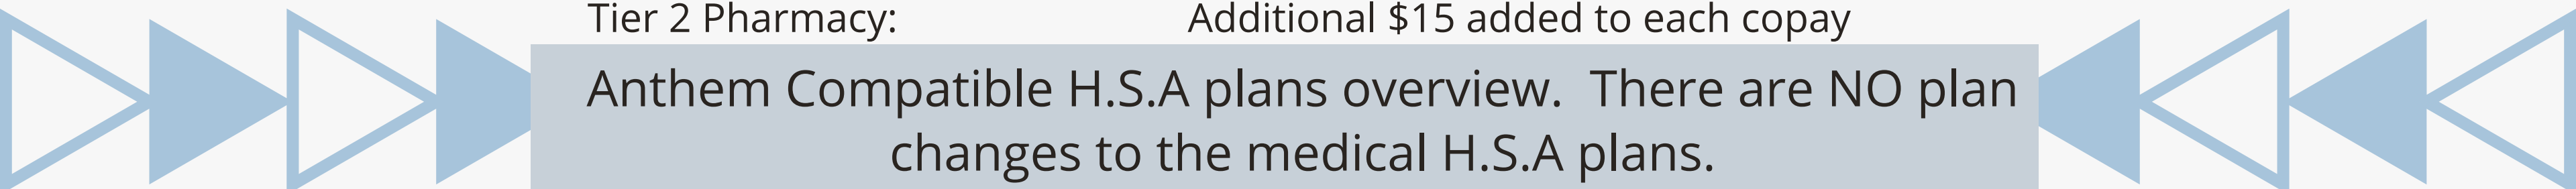 Tier 2 Pharmacy: Additional $15 added to each copay
Anthem Compatible H.S.A plans overview.  There are NO plan
changes to the medical H.S.A plans.